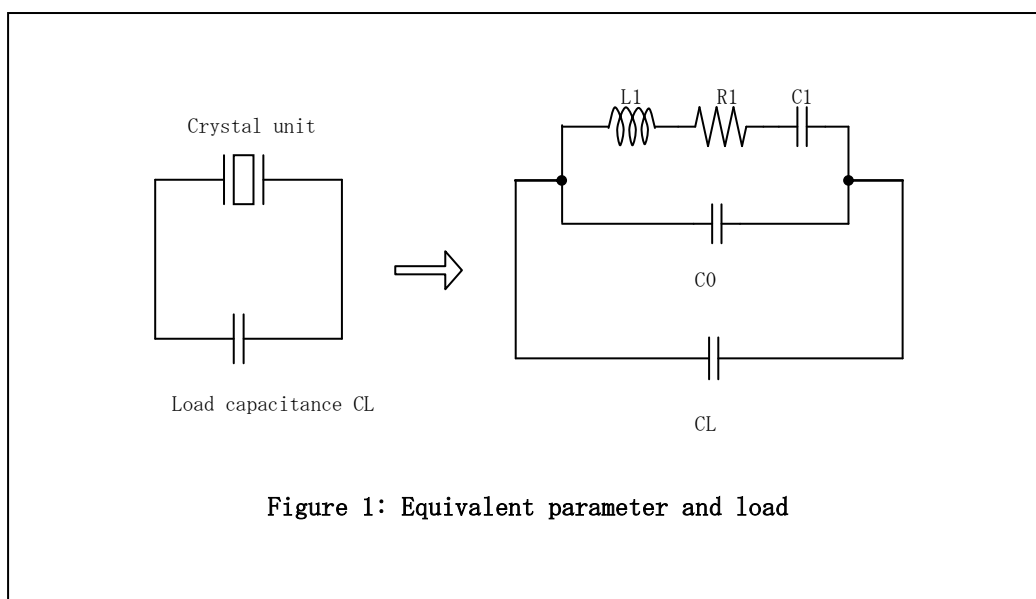 Crystal unit
Load capacitance CL
L1 R1 C1
C0
CL
Figure 1: Equivalent parameter and load